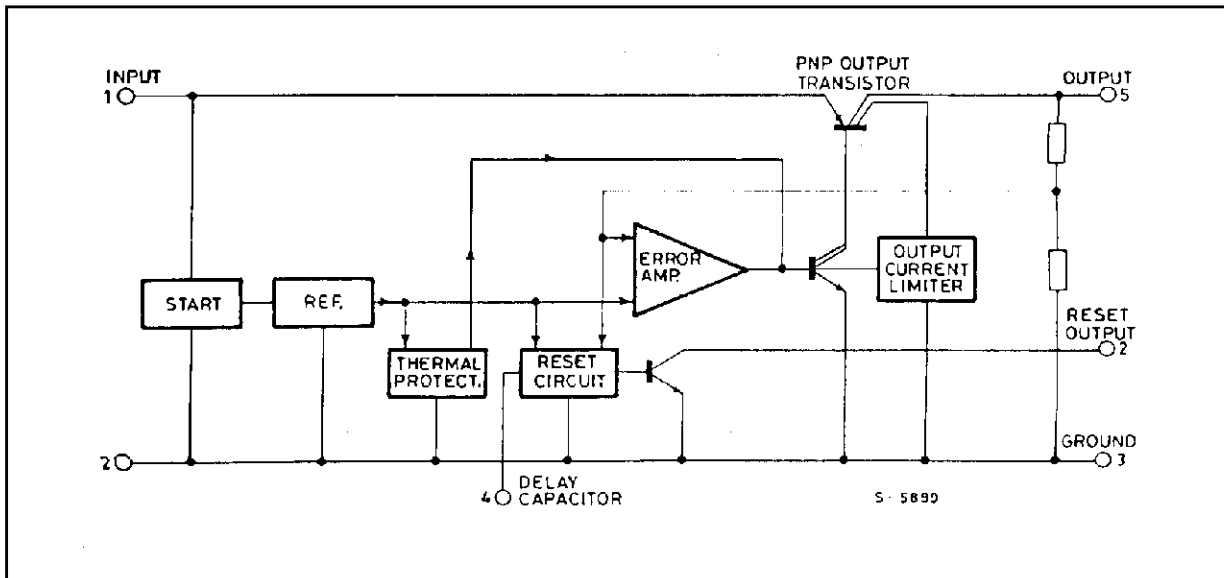 INPUT
1
PNP OUTPUT
TRANSISTOR
OUTPUT
5
ERROR
AMP.
OUTPUT
CURRENT
LIMITER
START
REF.
THERMAL
PROTECT.
RESET
CIRCUIT
RESET
OUTPUT
2
2
GROUND
3
4
DELAY
CAPACITOR
S-5890